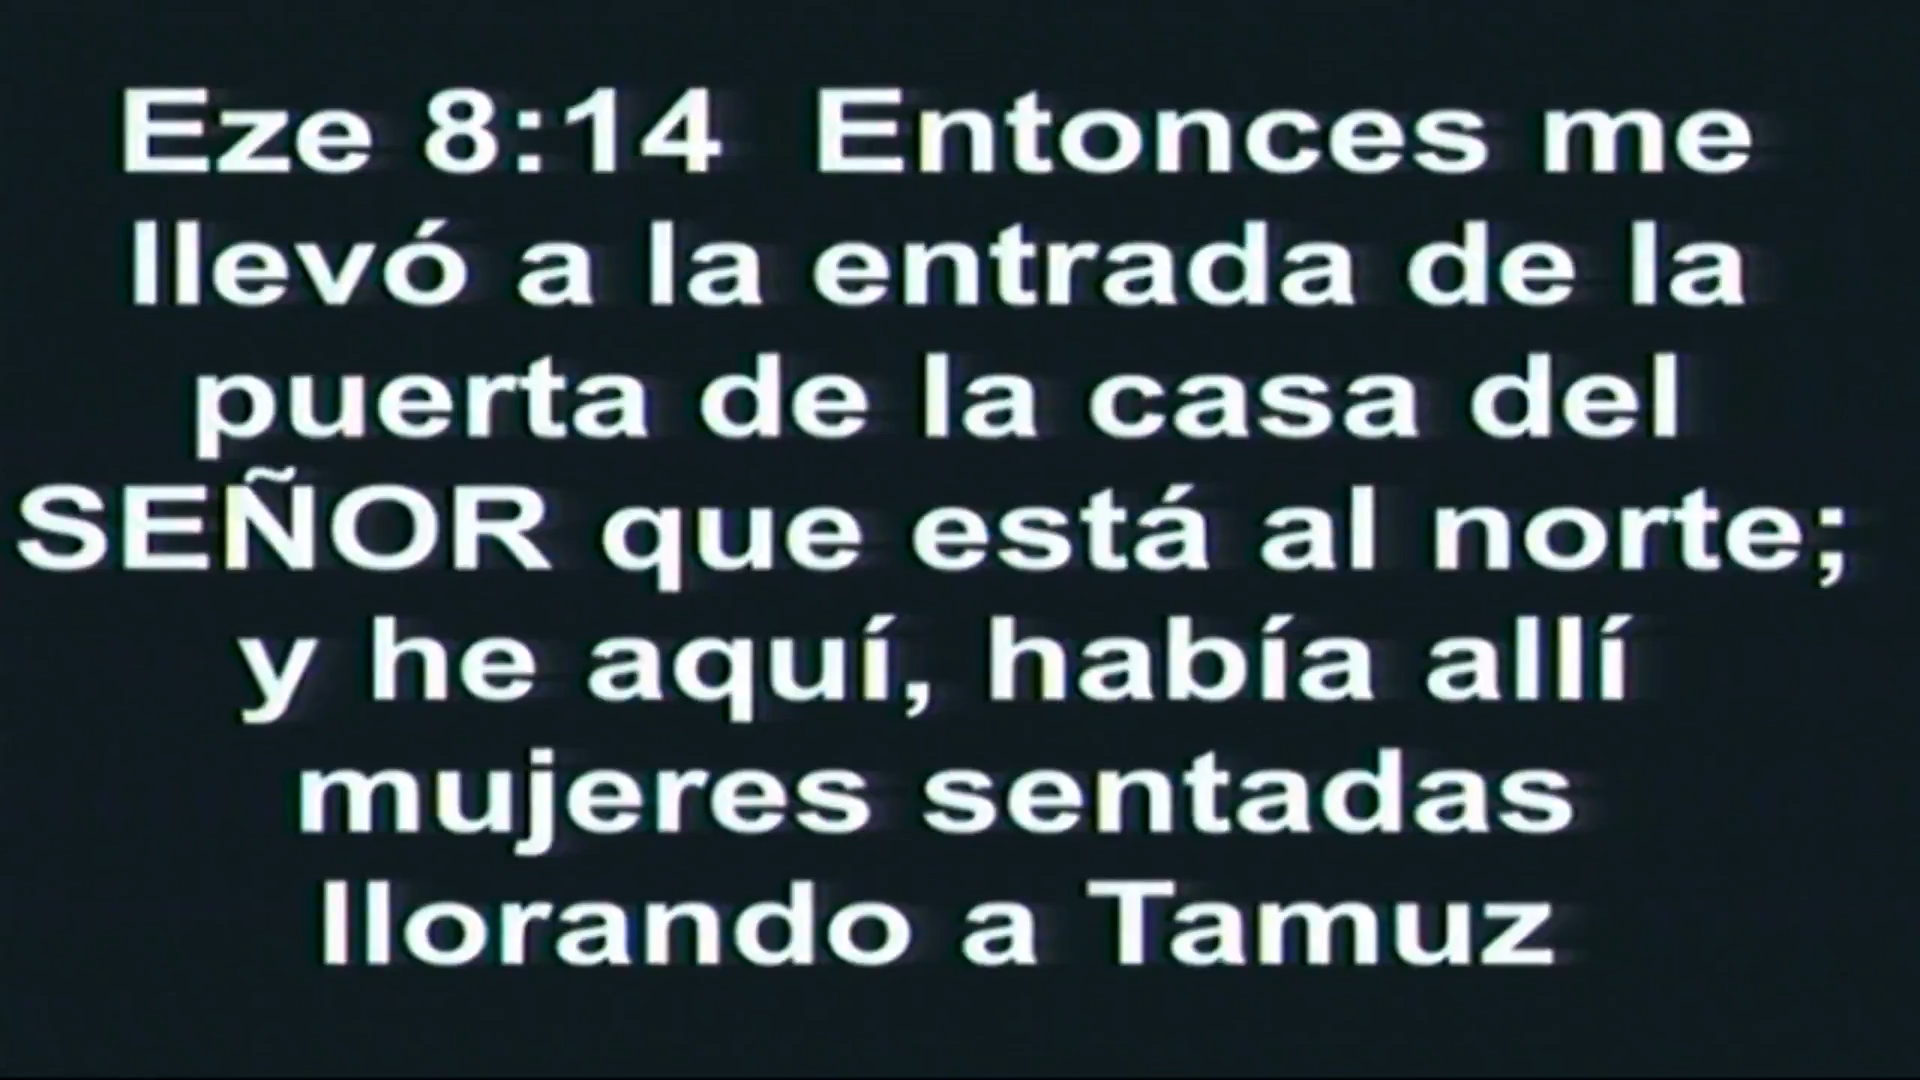 Eze 8:14  Entonces me
llevó a la entrada de la
puerta de la casa del
SEÑOR que está al norte;
y he aquí, había allí
mujeres sentadas
llorando a Tamuz